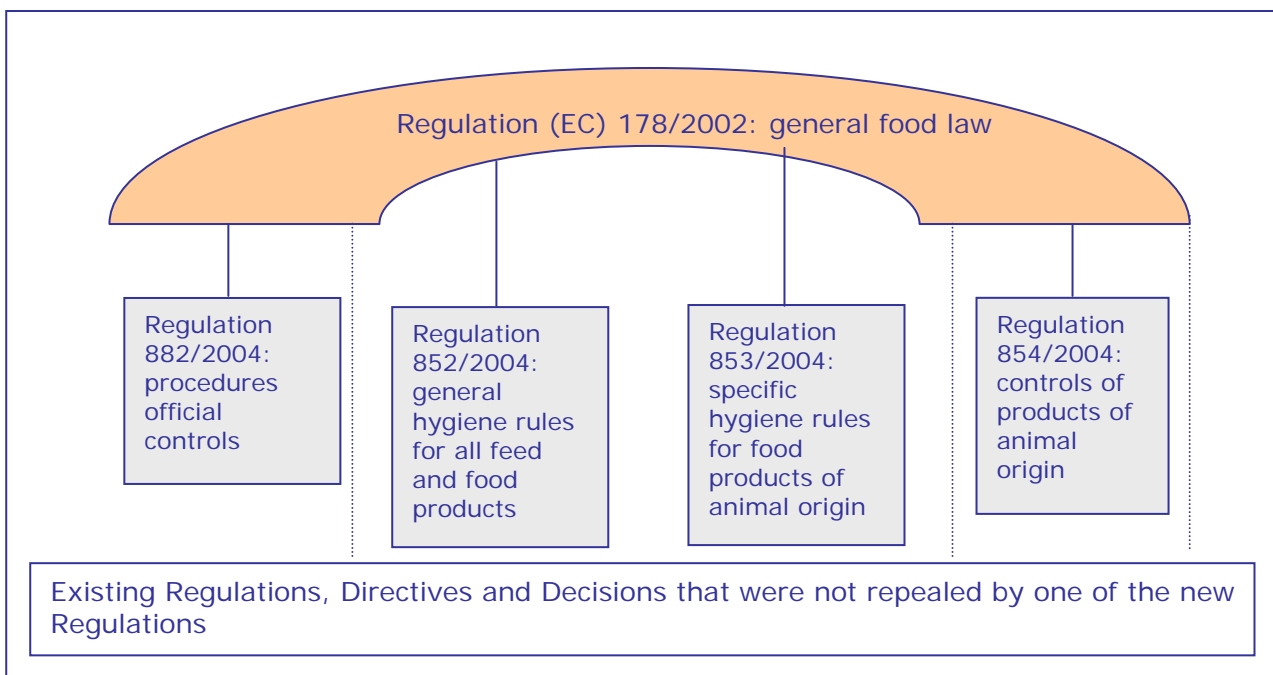 Regulation (EC) 178/2002: general food law
Regulation
882/2004:
procedures
official
controls
Regulation
852/2004:
general
hygiene rules
for all feed
and food
products
Regulation
853/2004:
specific
hygiene rules
for food
products of
animal origin
Regulation
854/2004:
controls of
products of
animal
origin
Existing Regulations, Directives and Decisions that were not repealed by one of the new
Regulations